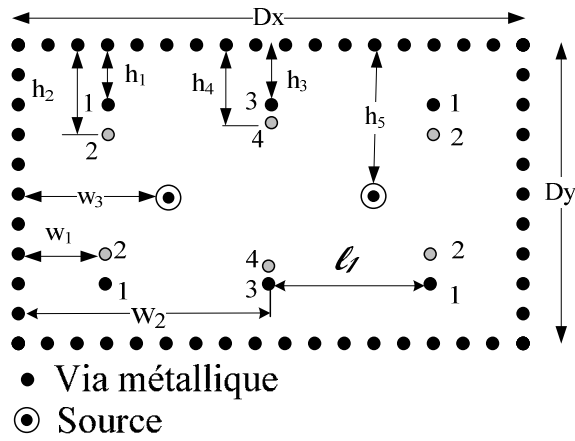 Dx
h2 h1 h4 h3
1 3 1
2 4 2
h5
w3 Dy
w1
2 4 2
1 3 ℓ1 1
w2
Via métallique
Source